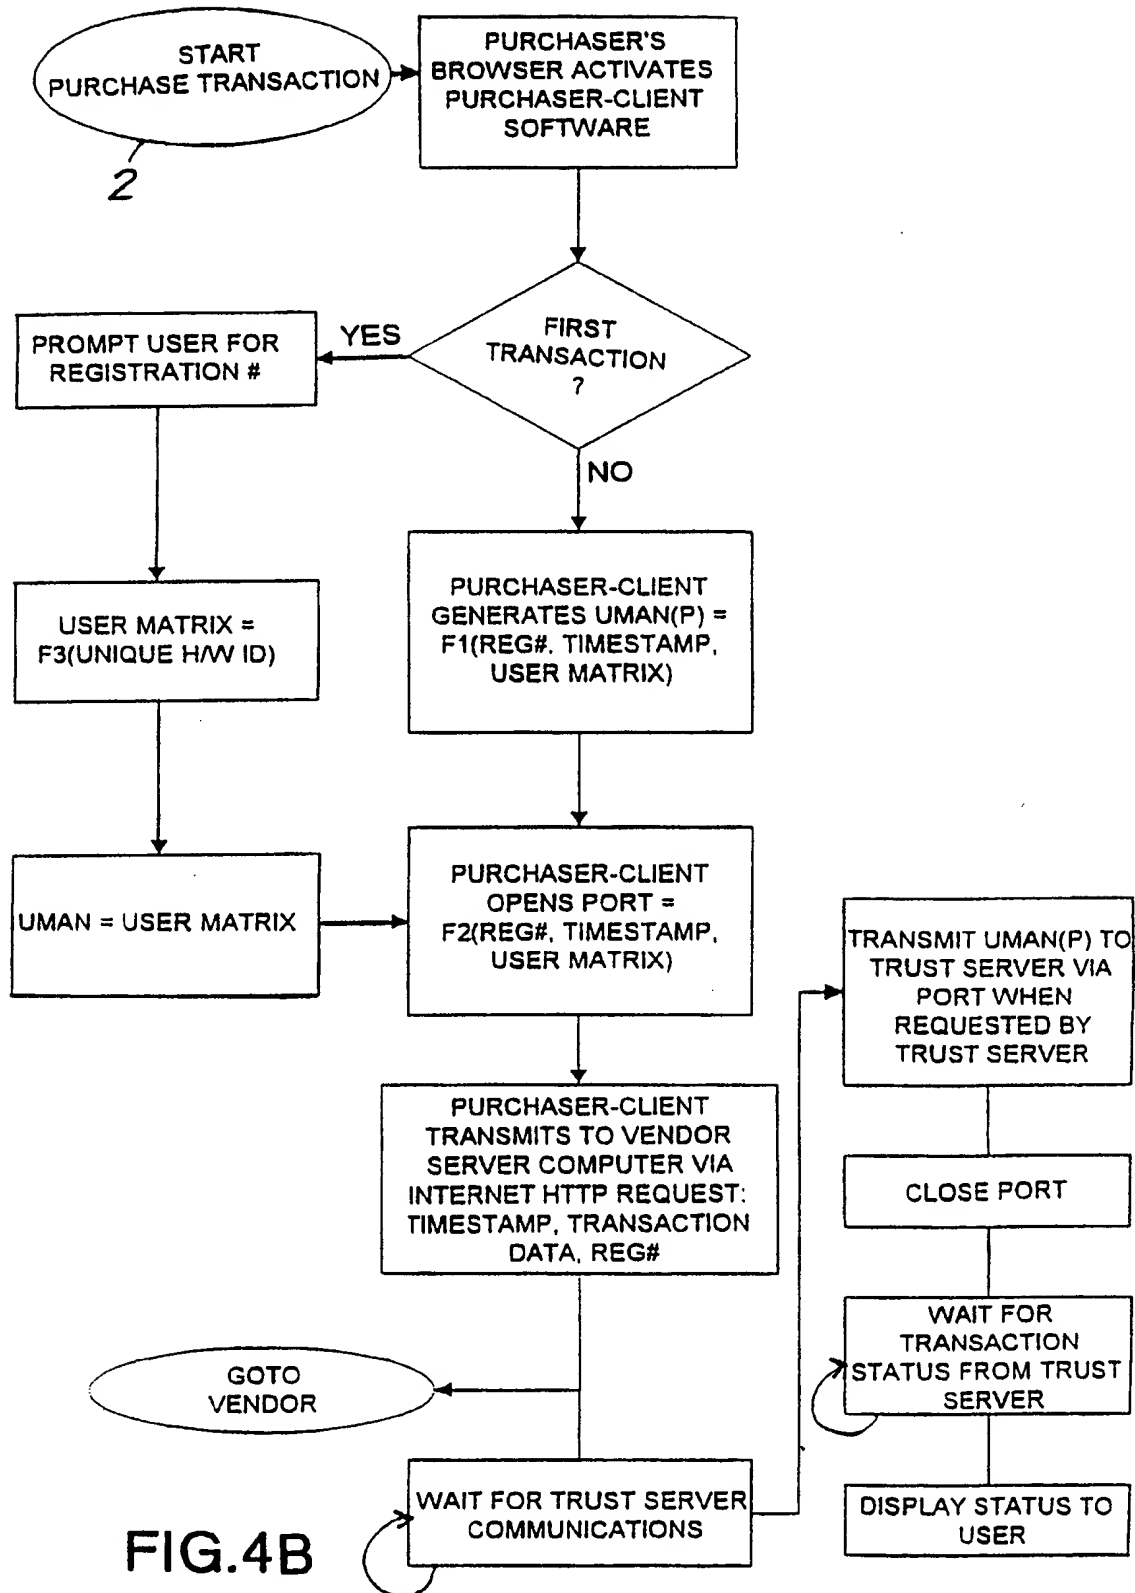 START
PURCHASE TRANSACTION
2
PURCHASER'S
BROWSER ACTIVATES
PURCHASER-CLIENT
SOFTWARE
FIRST
TRANSACTION
?
YES
NO
PROMPT USER FOR
REGISTRATION #
USER MATRIX =
F3(UNIQUE H/W ID)
UMAN = USER MATRIX
PURCHASER-CLIENT
GENERATES UMAN(P) =
F1(REG#, TIMESTAMP,
USER MATRIX)
PURCHASER-CLIENT
OPENS PORT =
F2(REG#, TIMESTAMP,
USER MATRIX)
PURCHASER-CLIENT
TRANSMITS TO VENDOR
SERVER COMPUTER VIA
INTERNET HTTP REQUEST:
TIMESTAMP, TRANSACTION
DATA, REG#
GOTO
VENDOR
WAIT FOR TRUST SERVER
COMMUNICATIONS
TRANSMIT UMAN(P) TO
TRUST SERVER VIA
PORT WHEN
REQUESTED BY
TRUST SERVER
CLOSE PORT
WAIT FOR
TRANSACTION
STATUS FROM TRUST
SERVER
DISPLAY STATUS TO
USER
FIG.4B